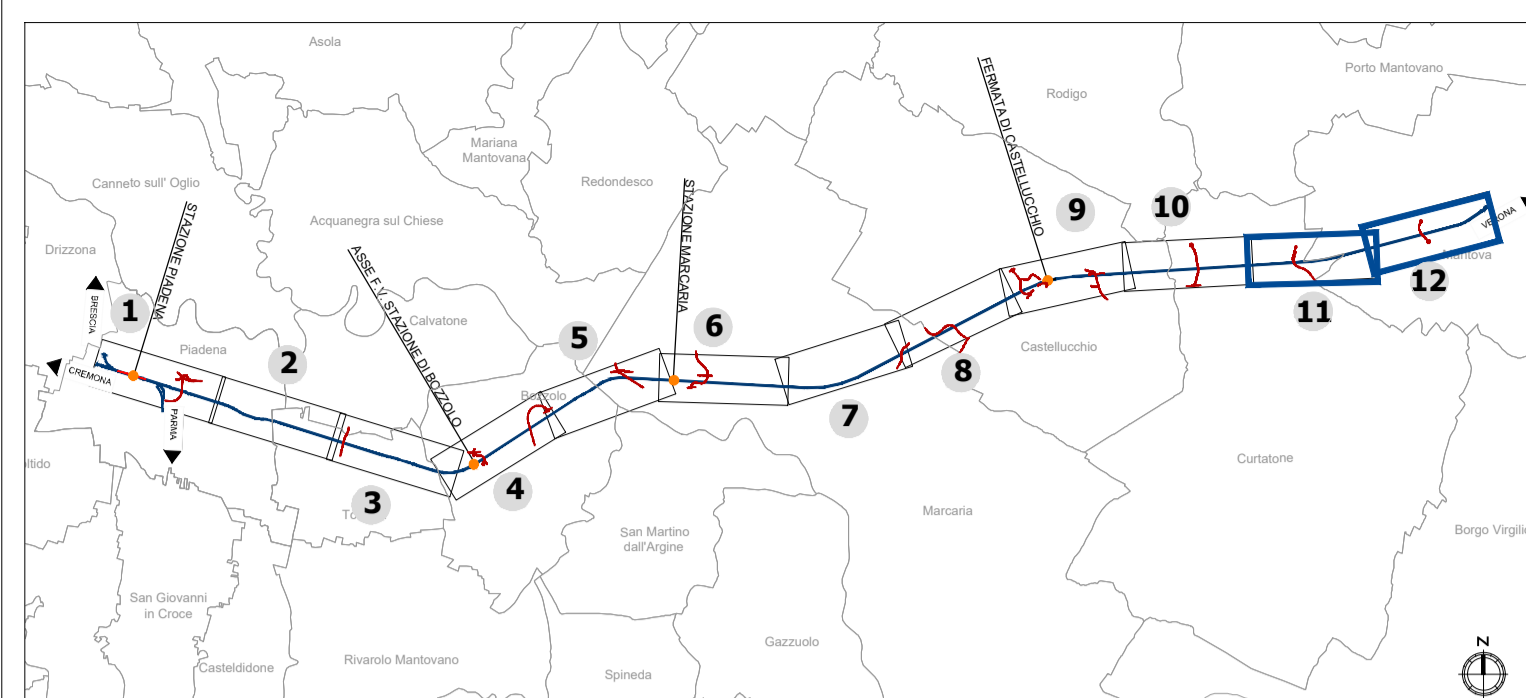 Asola
Porto Mantovano
Rodigo
FERMATA DI CASTELLUCCHIO
Mariana
Mantovana
Redondesco
Canneto sull' Oglio
STAZIONE MARCARIA
STAZIONE PIADENA
9
10
Acquanegra sul Chiese
VERONA
Drizzona
ASSE F.V. STAZIONE DI BOZZOLO
Mantova
12
BRESCIA
1
11
Calvatone
6
5
Piadena
2
Castellucchio
8
CREMONA
Bozzolo
PARMA
7
Curtatone
4
3
To
Marcaria
San Martino
dall'Argine
Borgo Virgilio
San Giovanni
in Croce
Gazzuolo
N
Casteldidone
Rivarolo Mantovano
Spineda